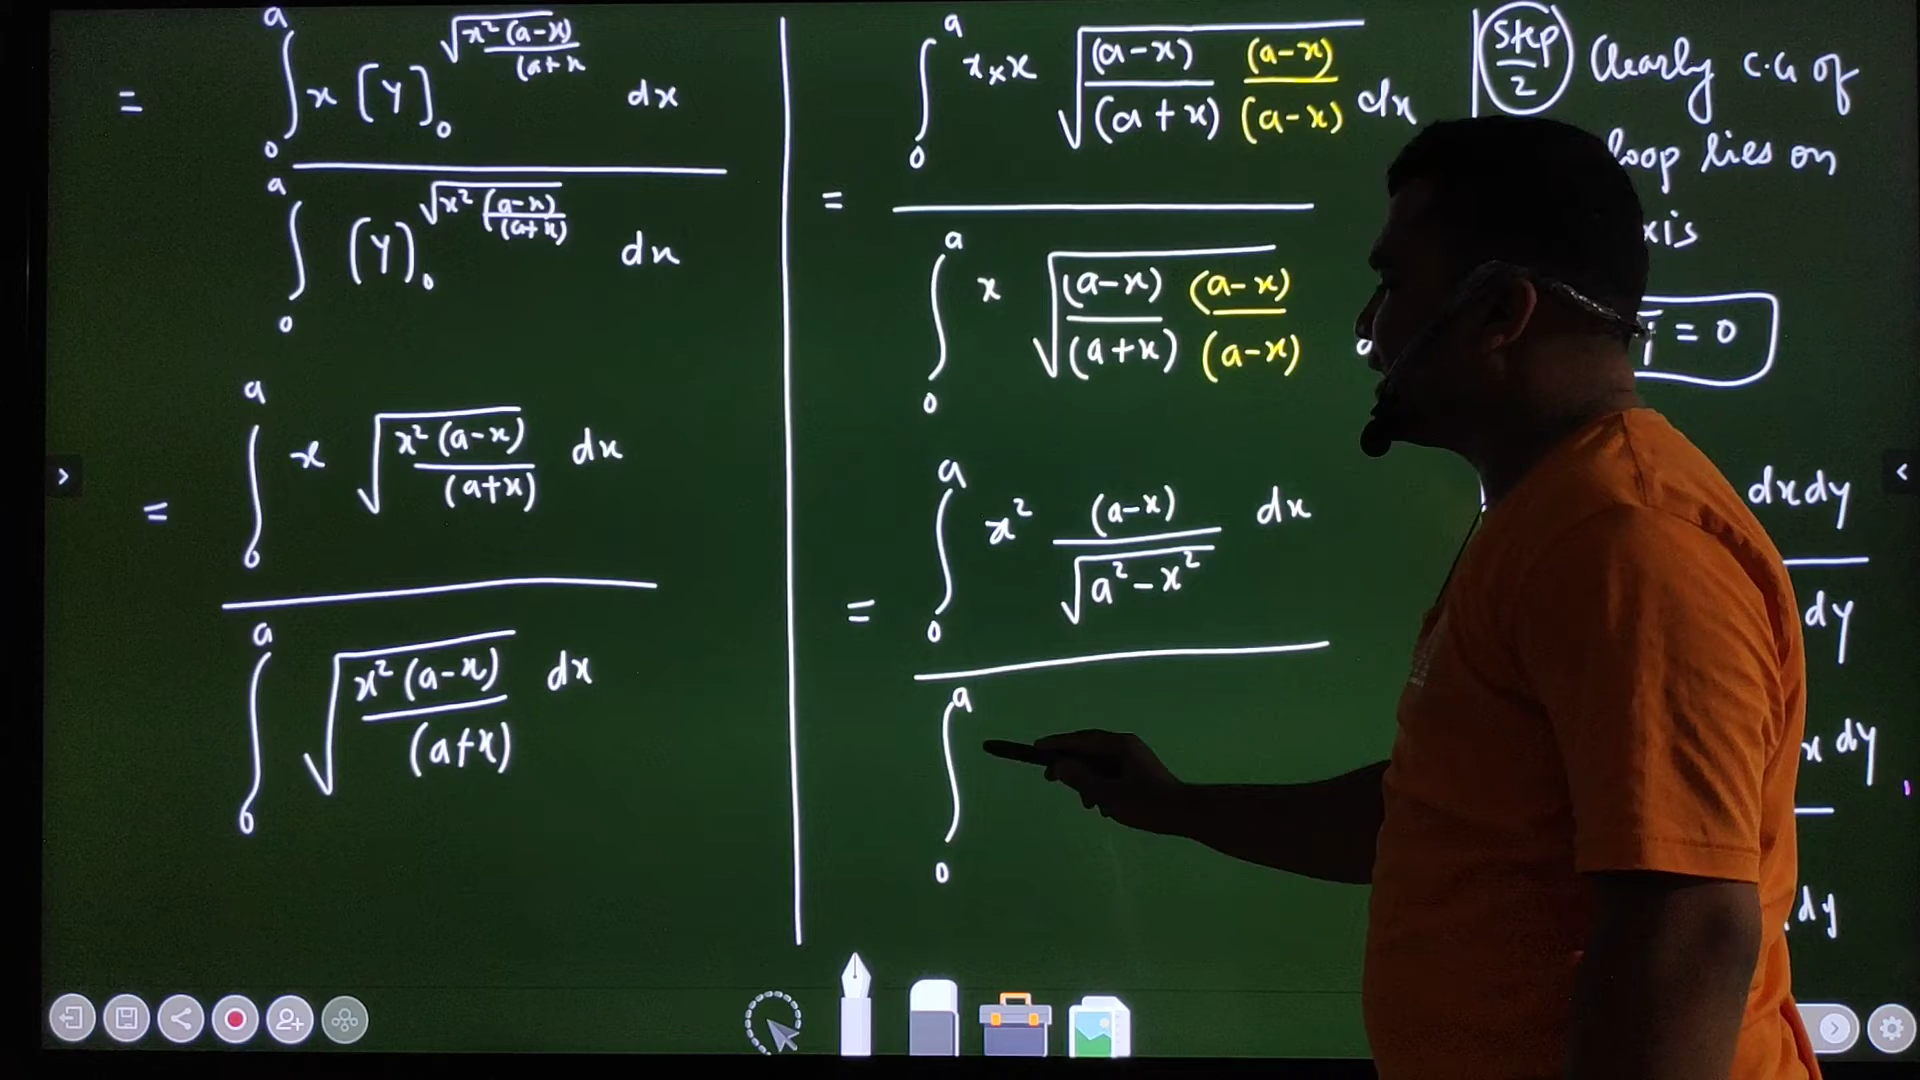 = ∫₀ᵃ x [y]₀^√(x² (a-x)/(a+x) dx
∫₀ᵃ [y]₀^√(x² (a-x)/(a+x)) dx
= ∫₀ᵃ x √(x² (a-x)/(a+x)) dx
∫₀ᵃ √(x² (a-x)/(a+x)) dx
= ∫₀ᵃ x×x √((a-x)/(a+x) (a-x)/(a-x)) dx
∫₀ᵃ x √((a-x)/(a+x) (a-x)/(a-x))
= ∫₀ᵃ x² (a-x)/√(a²-x²) dx
∫₀ᵃ
Step 2 Clearly C.G of
loop lies on
= 0
dxdy
dy
x dy
dy